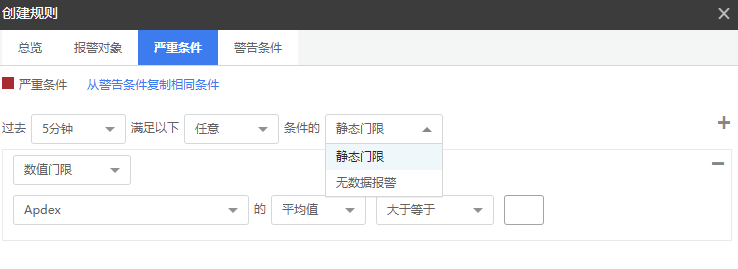 创建规则
总览 报警对象 严重条件 警告条件
严重条件 从警告条件复制相同条件
过去 5分钟 满足以下 任意 条件的 静态门限
静态门限
数值门限
无数据报警
Apdex 的 平均值 大于等于